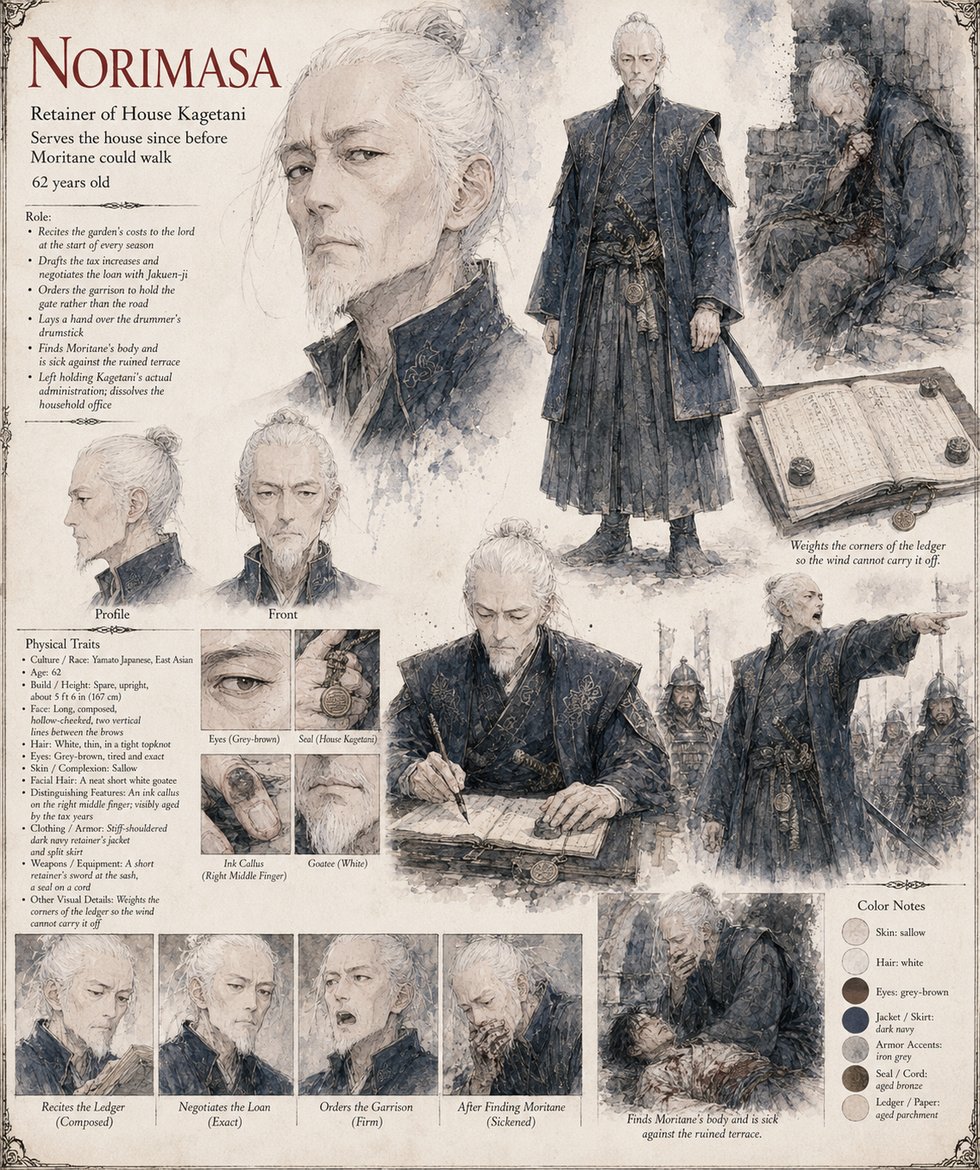 NORIMASA
Retainer of House Kagetani
Serves the house since before
Moritane could walk
62 years old
Role:
• Recites the garden's costs to the lord
at the start of every season
• Drafts the tax increases and
negotiates the loan with Jakuen-ji
• Orders the garrison to hold the
gate rather than the road
• Lays a hand over the drummer's
drumstick
• Finds Moritane's body and
is sick against the ruined terrace
• Left holding Kagetani's actual
administration; dissolves the
household office
Weights the corners of the ledger
so the wind cannot carry it off.
Profile
Front
Physical Traits
• Culture / Race: Yamato Japanese, East Asian
• Age: 62
• Build / Height: Spare, upright,
about 5 ft 6 in (167 cm)
• Face: Long, composed,
hollow-cheeked, two vertical
lines between the brows
• Hair: White, thin, in a tight topknot
• Eyes: Grey-brown, tired and exact
• Skin / Complexion: Sallow
• Facial Hair: A neat short white goatee
• Distinguishing Features: An ink callus
on the right middle finger; visibly aged
by the tax years
• Clothing / Armor: Stiff-shouldered
dark navy retainer's jacket
and split skirt
• Weapons / Equipment: A short
retainer's sword at the sash,
a seal on a cord
• Other Visual Details: Weights the
corners of the ledger so the wind
cannot carry it off
Eyes (Grey-brown)
Seal (House Kagetani)
Ink Callus
(Right Middle Finger)
Goatee (White)
Recites the Ledger
(Composed)
Negotiates the Loan
(Exact)
Orders the Garrison
(Firm)
After Finding Moritane
(Sickened)
Finds Moritane's body and is sick
against the ruined terrace.
Color Notes
Skin: sallow
Hair: white
Eyes: grey-brown
Jacket / Skirt:
dark navy
Armor Accents:
iron grey
Seal / Cord:
aged bronze
Ledger / Paper:
aged parchment